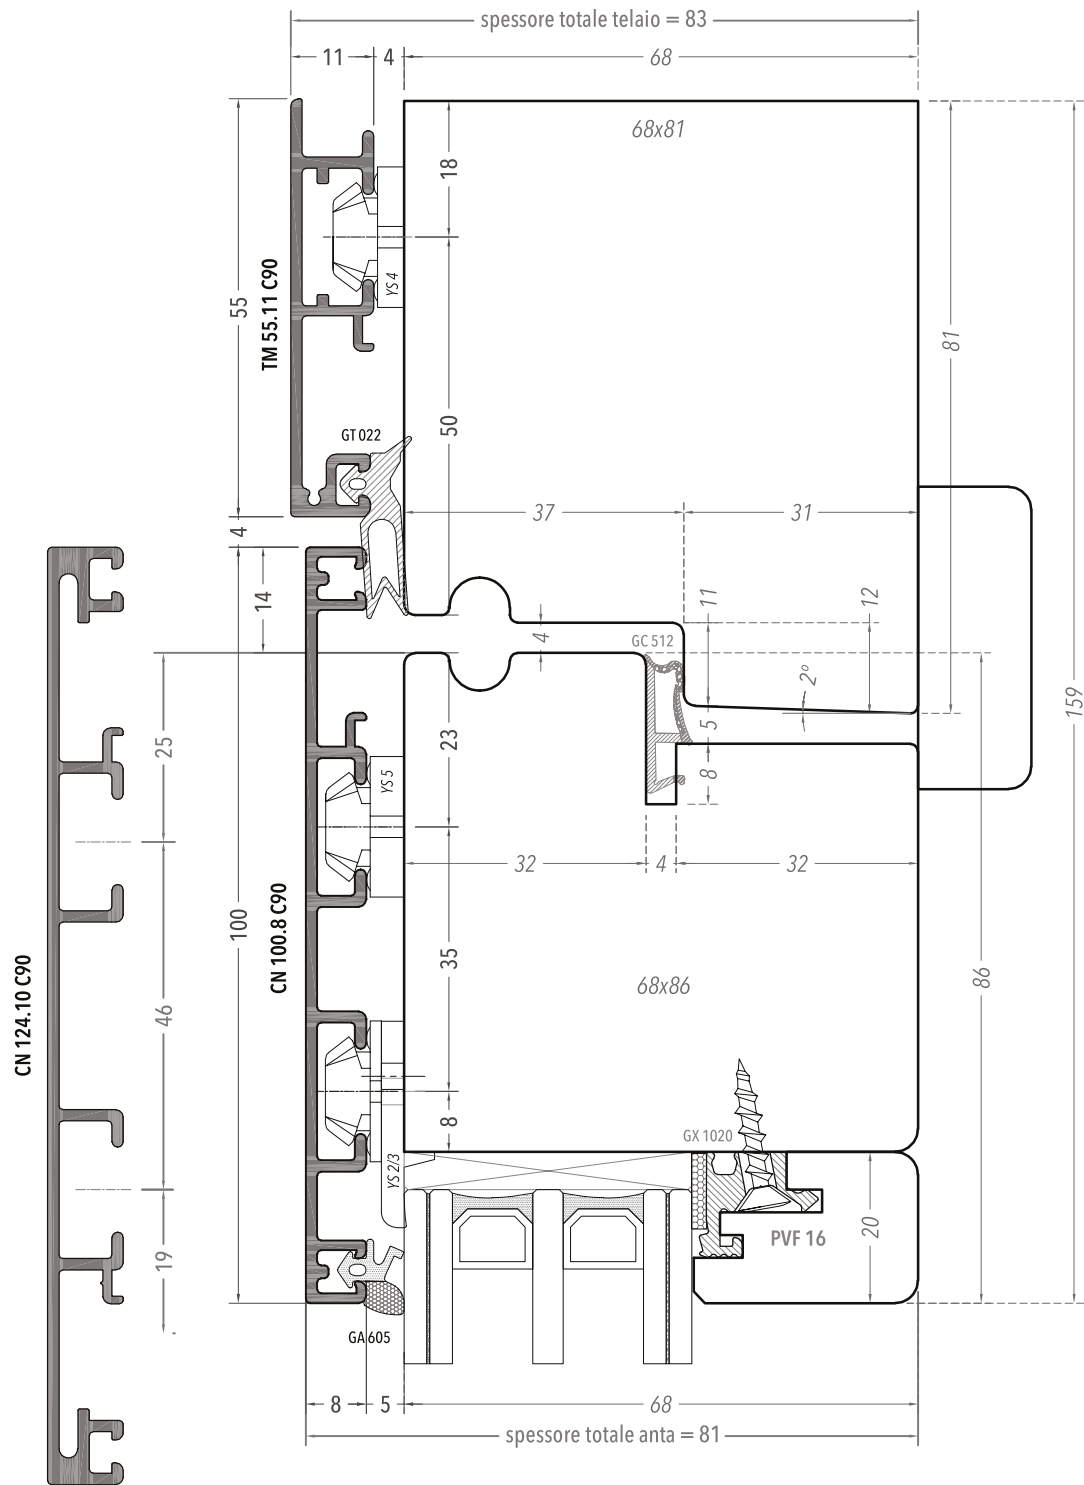 spessore totale telaio = 83
11
4
68
68x81
18
YS 4
55
TM 55.11 C90
81
GT 022
50
37
31
4
14
11
12
4
GC 512
2°
159
25
23
5
YS 5
8
32
4
32
100
CN 100.8 C90
35
68x86
86
CN 124.10 C90
46
8
GX 1020
YS 2/3
20
PVF 16
19
GA 605
8
5
68
spessore totale anta = 81